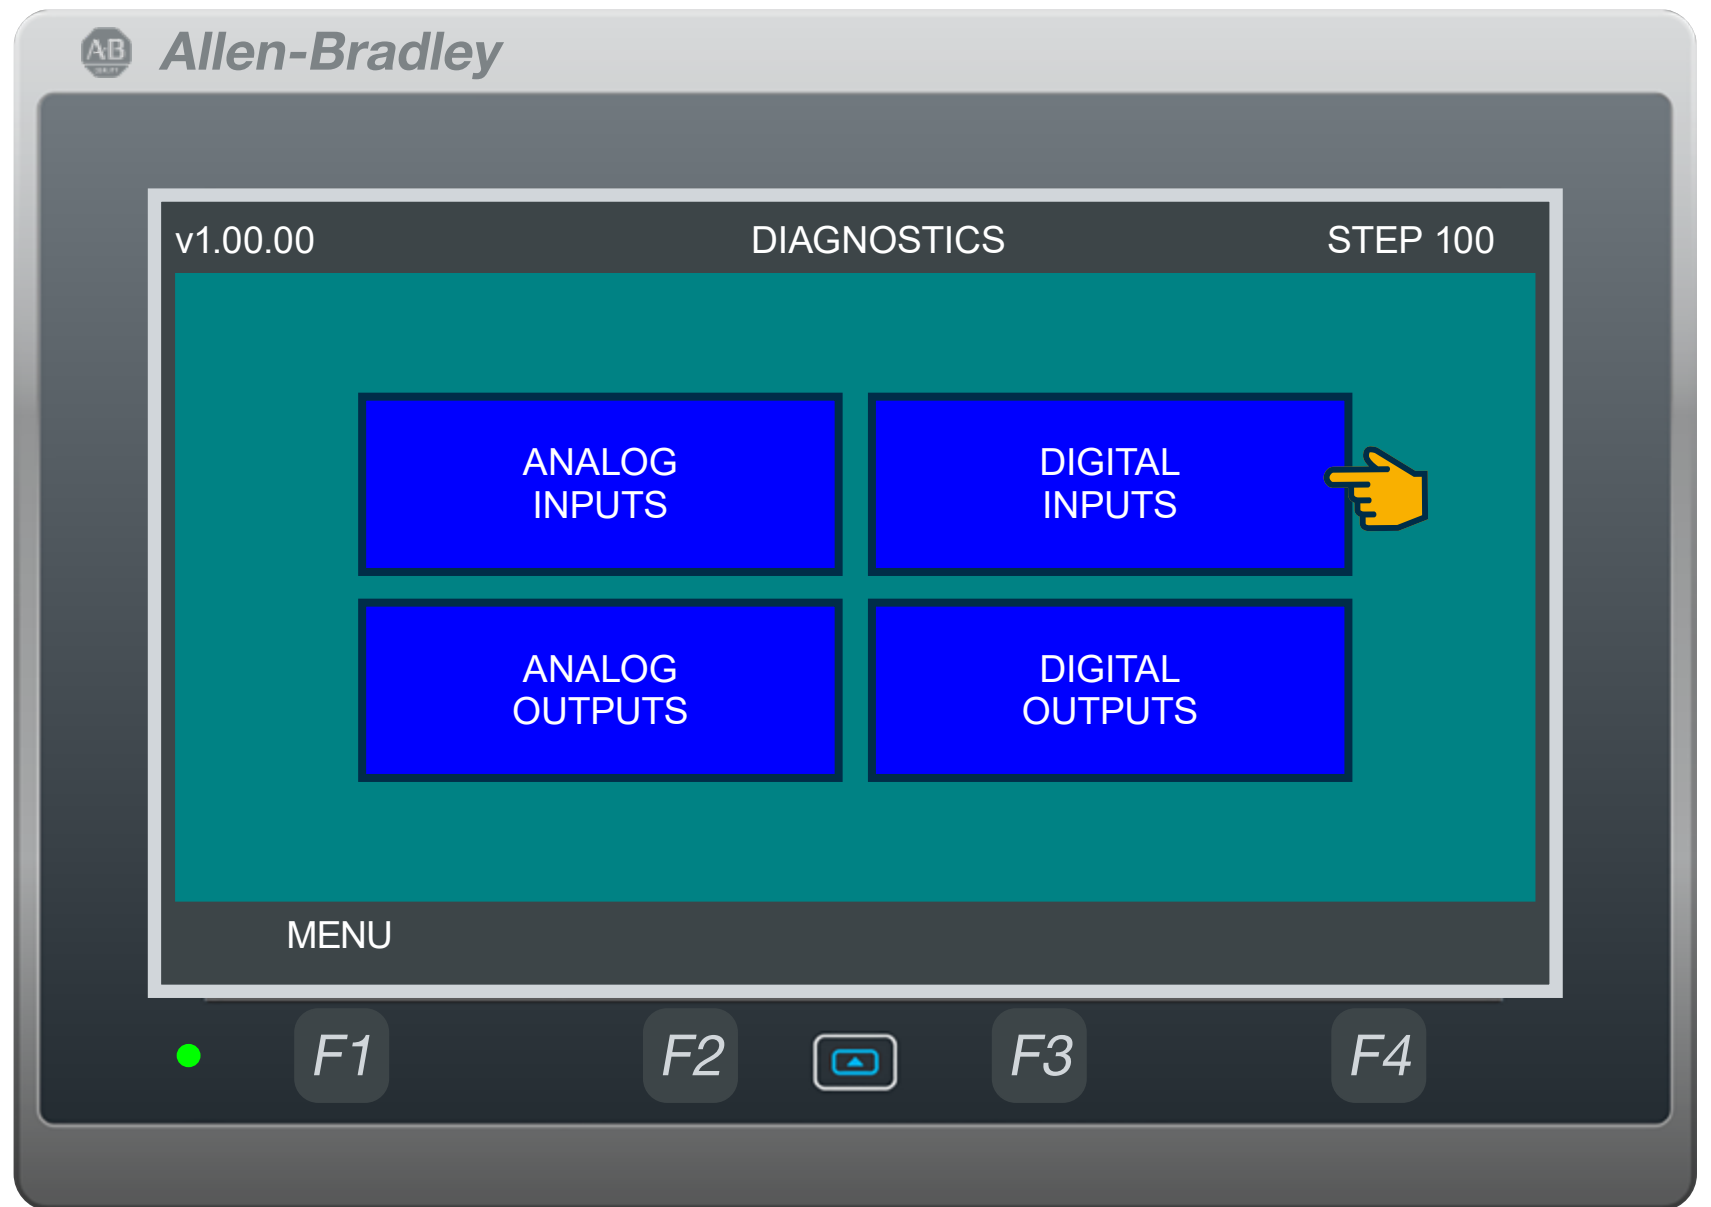 AB
Allen-Bradley
v1.00.00 DIAGNOSTICS STEP 100
ANALOG
INPUTS
DIGITAL
INPUTS
ANALOG
OUTPUTS
DIGITAL
OUTPUTS
MENU
F1 F2 F3 F4